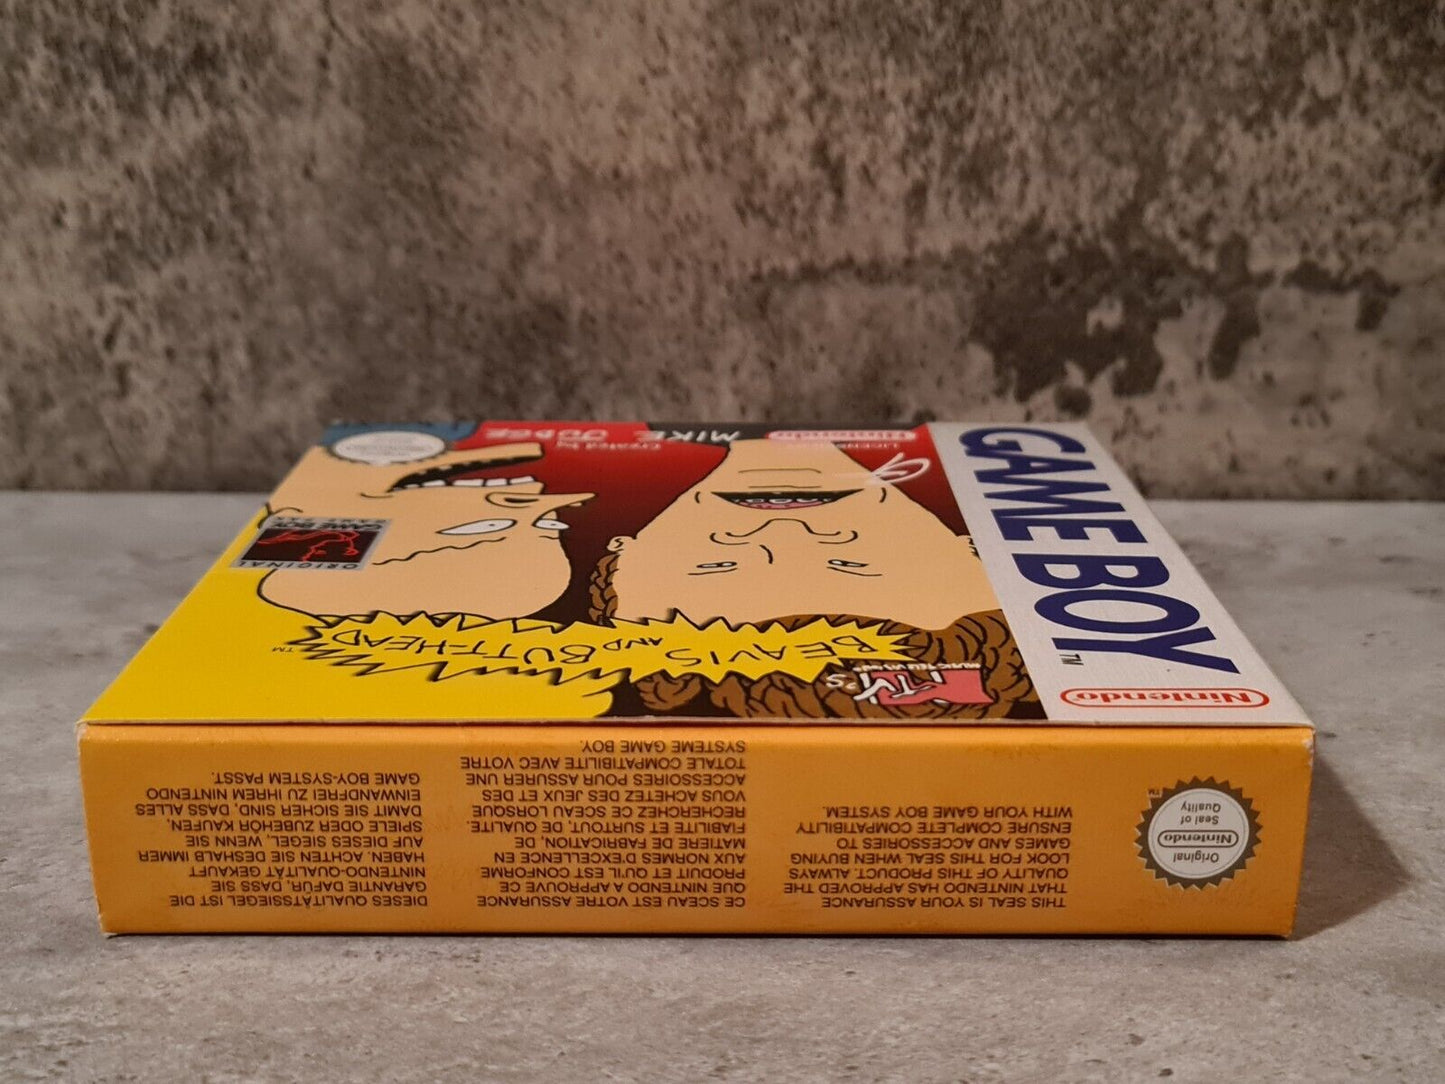 Nintendo
GAME BOY
TM
MTV'S
MUSIC TELEVISION®
BEAVIS AND BUTT-HEAD™
ORIGINAL
GAME BOY
Nintendo
Created by
MIKE JUDGE
Original
Nintendo
Seal of
Quality
TM
THIS SEAL IS YOUR ASSURANCE
THAT NINTENDO HAS APPROVED THE
QUALITY OF THIS PRODUCT. ALWAYS
LOOK FOR THIS SEAL WHEN BUYING
GAMES AND ACCESSORIES TO
ENSURE COMPLETE COMPATIBILITY
WITH YOUR GAME BOY SYSTEM.
CE SCEAU EST VOTRE ASSURANCE
QUE NINTENDO A APPROUVE CE
PRODUIT ET QU'IL EST CONFORME
AUX NORMES D'EXCELLENCE EN
MATIERE DE FABRICATION, DE
FIABILITE ET SURTOUT, DE QUALITE.
RECHERCHEZ CE SCEAU LORSQUE
VOUS ACHETEZ DES JEUX ET DES
ACCESSOIRES POUR ASSURER UNE
TOTALE COMPATIBILITE AVEC VOTRE
SYSTEME GAME BOY.
DIESES QUALITÄTSSIEGEL IST DIE
GARANTIE DAFÜR, DASS SIE
NINTENDO-QUALITÄT GEKAUFT
HABEN. ACHTEN SIE DESHALB IMMER
AUF DIESES SIEGEL, WENN SIE
SPIELE ODER ZUBEHÖR KAUFEN,
DAMIT SIE SICHER SIND, DASS ALLES
EINWANDFREI ZU IHREM NINTENDO
GAME BOY-SYSTEM PASST.